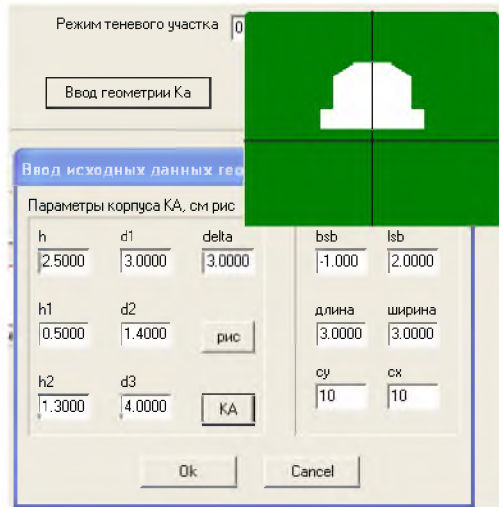 Режим теневого участка 0
Ввод геометрии Ка
Ввод исходных данных гео
Параметры корпуса КА, см рис
h d1 delta bsb lsb
2.5000 3.0000 3.0000 -1.000 2.0000
h1 d2 длина ширина
0.5000 1.4000 рис 3.0000 3.0000
h2 d3 cy cx
1.3000 4.0000 КА 10 10
Ok Cancel